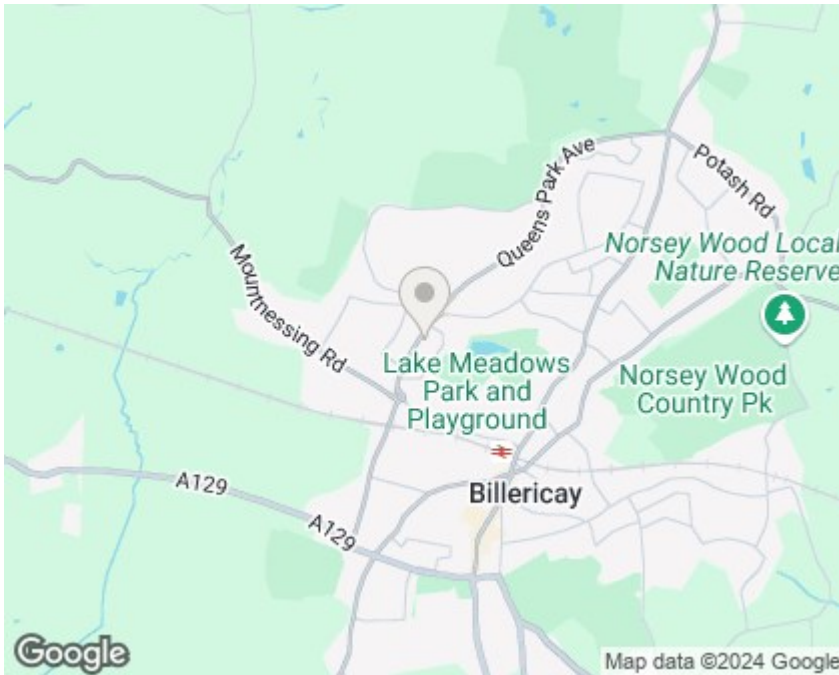 Queens Park Ave
Potash Rd
Norsey Wood Local
Nature Reserve
Mountnessing Rd
Lake Meadows
Park and
Playground
Norsey Wood
Country Pk
A129
A129
Billericay
Google
Map data ©2024 Google